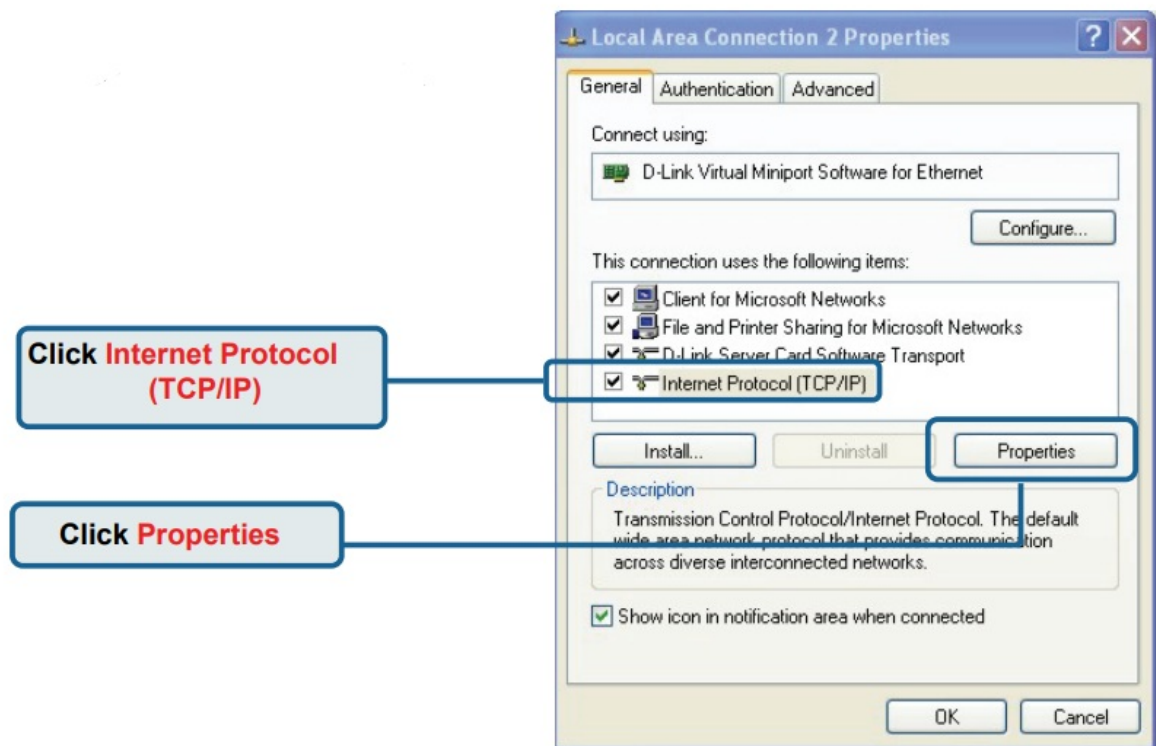 Local Area Connection 2 Properties
General
Authentication
Advanced
Connect using:
D-Link Virtual Miniport Software for Ethernet
Configure...
This connection uses the following items:
Client for Microsoft Networks
File and Printer Sharing for Microsoft Networks
D-Link Server Card Software Transport
Internet Protocol (TCP/IP)
Click Internet Protocol
(TCP/IP)
Install...
Uninstall
Properties
Click Properties
Description
Transmission Control Protocol/Internet Protocol. The default
wide area network protocol that provides communication
across diverse interconnected networks.
Show icon in notification area when connected
OK
Cancel